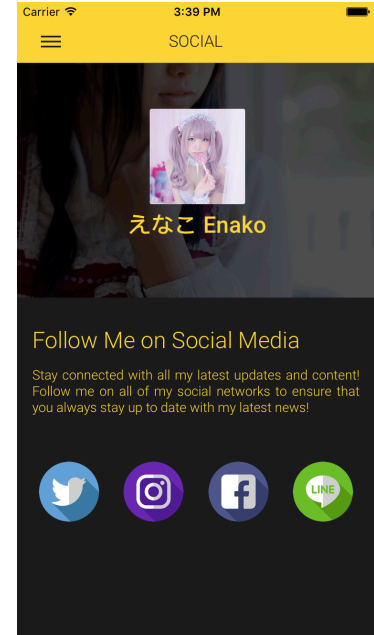 Carrier 3:39 PM
SOCIAL
えなこ Enako
Follow Me on Social Media
Stay connected with all my latest updates and content!
Follow me on all of my social networks to ensure that
you always stay up to date with my latest news!
LINE